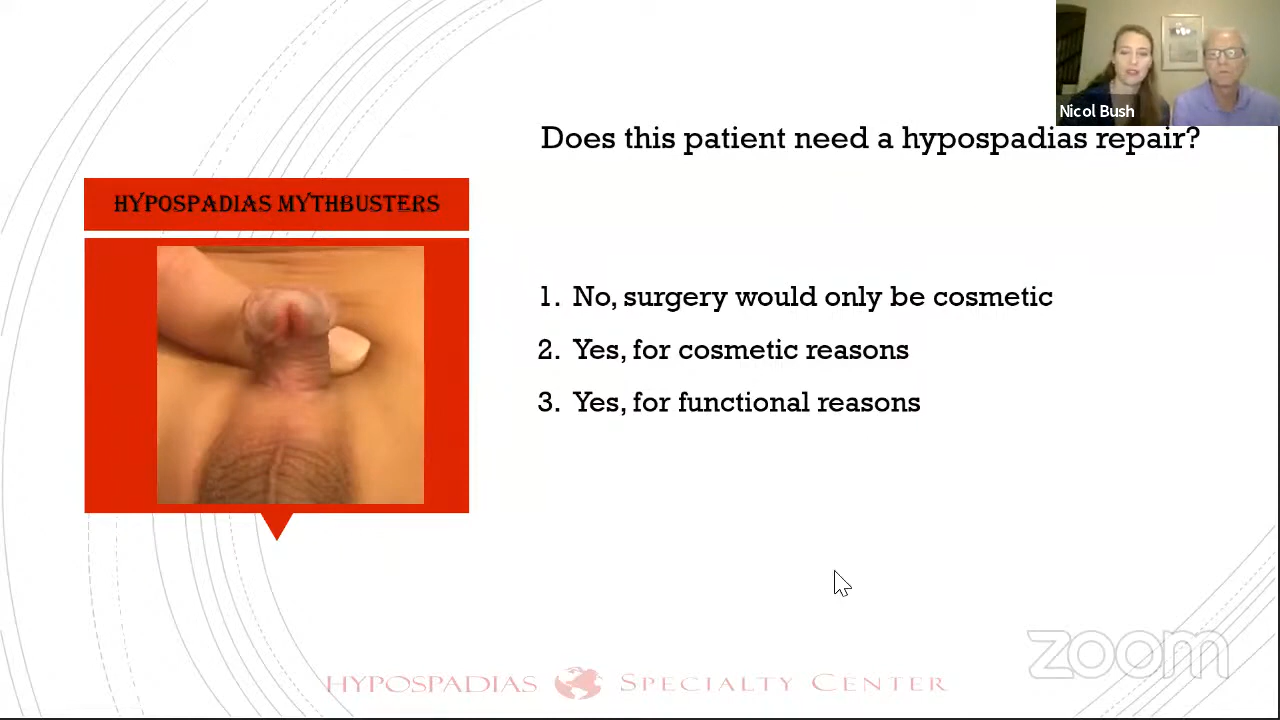 Nicol Bush
Does this patient need a hypospadias repair?
HYPOSPADIAS MYTHBUSTERS
1. No, surgery would only be cosmetic
2. Yes, for cosmetic reasons
3. Yes, for functional reasons
zoom
HYPOSPADIAS SPECIALTY CENTER